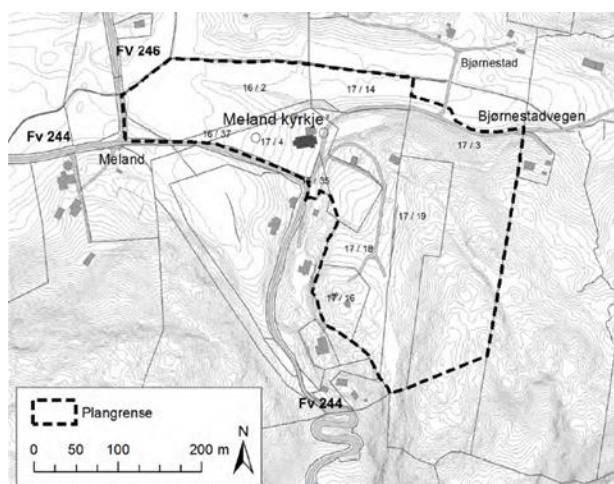 FV 246
Bjørnestad
16 / 2
17 / 14
Bjørnestadvegen
Meland kyrkje
Fv 244
16 / 37
17 / 4
17 / 3
Meland
35
17 / 19
17 / 18
17 / 16
Fv 244
Plangrense
N
0 50 100 200 m